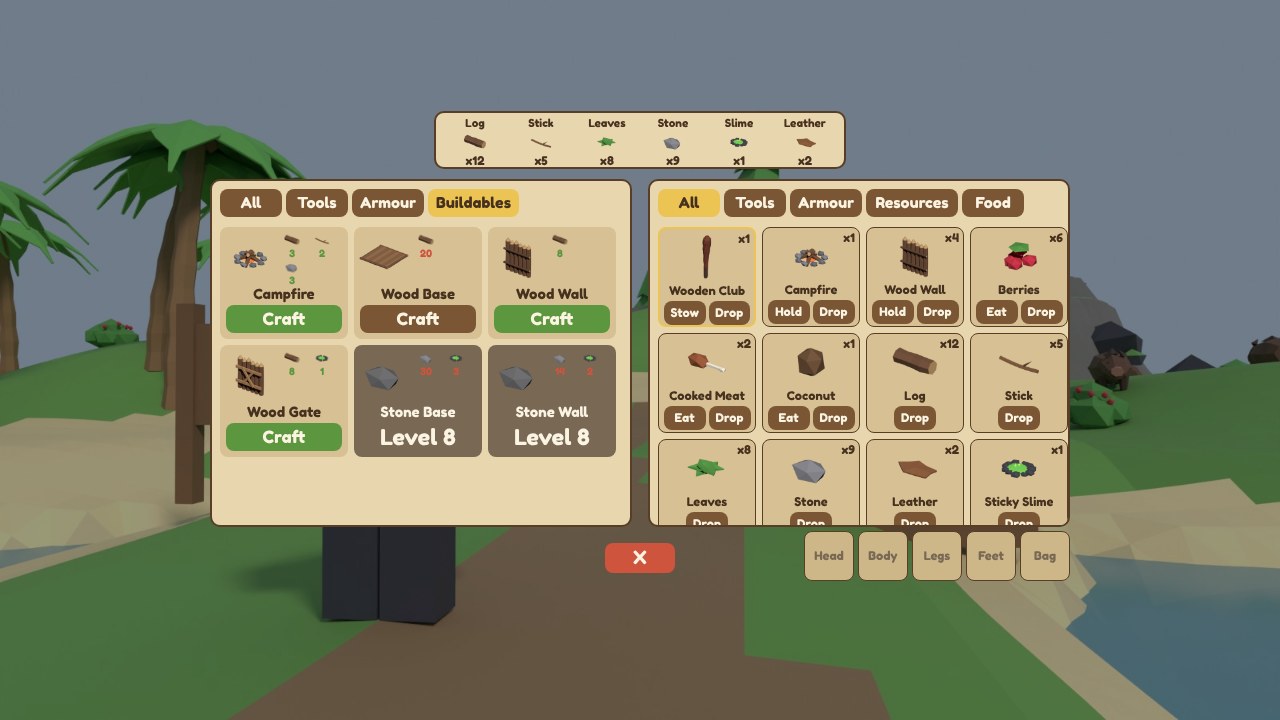 Log Stick Leaves Stone Slime Leather
x12 x5 x8 x9 x1 x2
All Tools Armour Buildables
3 2
3
Campfire
Craft
20
Wood Base
Craft
8
Wood Wall
Craft
8 1
Wood Gate
Craft
Stone Base
Level 8
Stone Wall
Level 8
All Tools Armour Resources Food
x1
Wooden Club
Stow Drop
x1
Campfire
Hold Drop
x4
Wood Wall
Hold Drop
x6
Berries
Eat Drop
x2
Cooked Meat
Eat Drop
x1
Coconut
Eat Drop
x12
Log
Drop
x5
Stick
Drop
x8
Leaves
Drop
x9
Stone
Drop
x2
Leather
Drop
x1
Sticky Slime
Drop
X
Head Body Legs Feet Bag